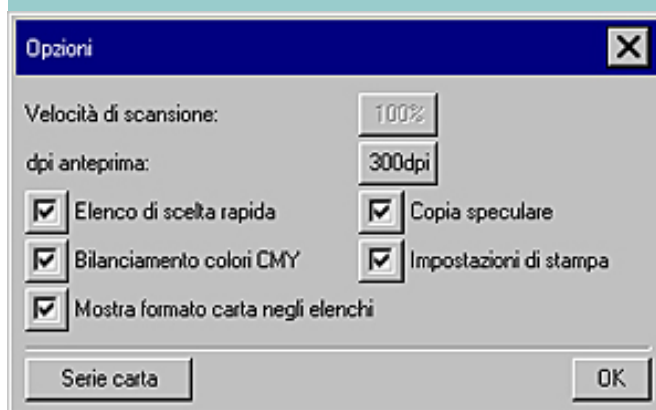 Opzioni
Velocità di scansione: 100%
dpi anteprima: 300dpi
Elenco di scelta rapida Copia speculare
Bilanciamento colori CMY Impostazioni di stampa
Mostra formato carta negli elenchi
Serie carta OK